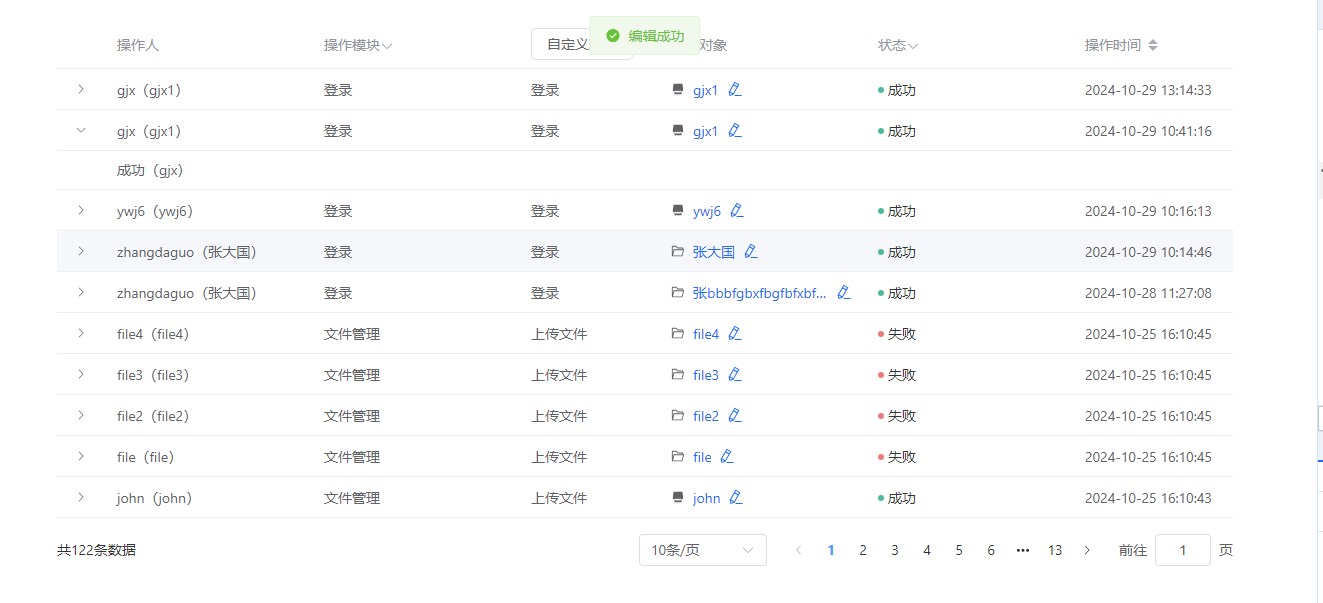 操作人 操作模块 自定义 对象 状态 操作时间
编辑成功
gjx（gjx1） 登录 登录 gjx1 成功 2024-10-29 13:14:33
gjx（gjx1） 登录 登录 gjx1 成功 2024-10-29 10:41:16
成功（gjx）
ywj6（ywj6） 登录 登录 ywj6 成功 2024-10-29 10:16:13
zhangdaguo（张大国） 登录 登录 张大国 成功 2024-10-29 10:14:46
zhangdaguo（张大国） 登录 登录 张bbbfgbxfbgfbfxbf... 成功 2024-10-28 11:27:08
file4（file4） 文件管理 上传文件 file4 失败 2024-10-25 16:10:45
file3（file3） 文件管理 上传文件 file3 失败 2024-10-25 16:10:45
file2（file2） 文件管理 上传文件 file2 失败 2024-10-25 16:10:45
file（file） 文件管理 上传文件 file 失败 2024-10-25 16:10:45
john（john） 文件管理 上传文件 john 成功 2024-10-25 16:10:43
共122条数据 10条/页 1 2 3 4 5 6 ••• 13 前往 1 页